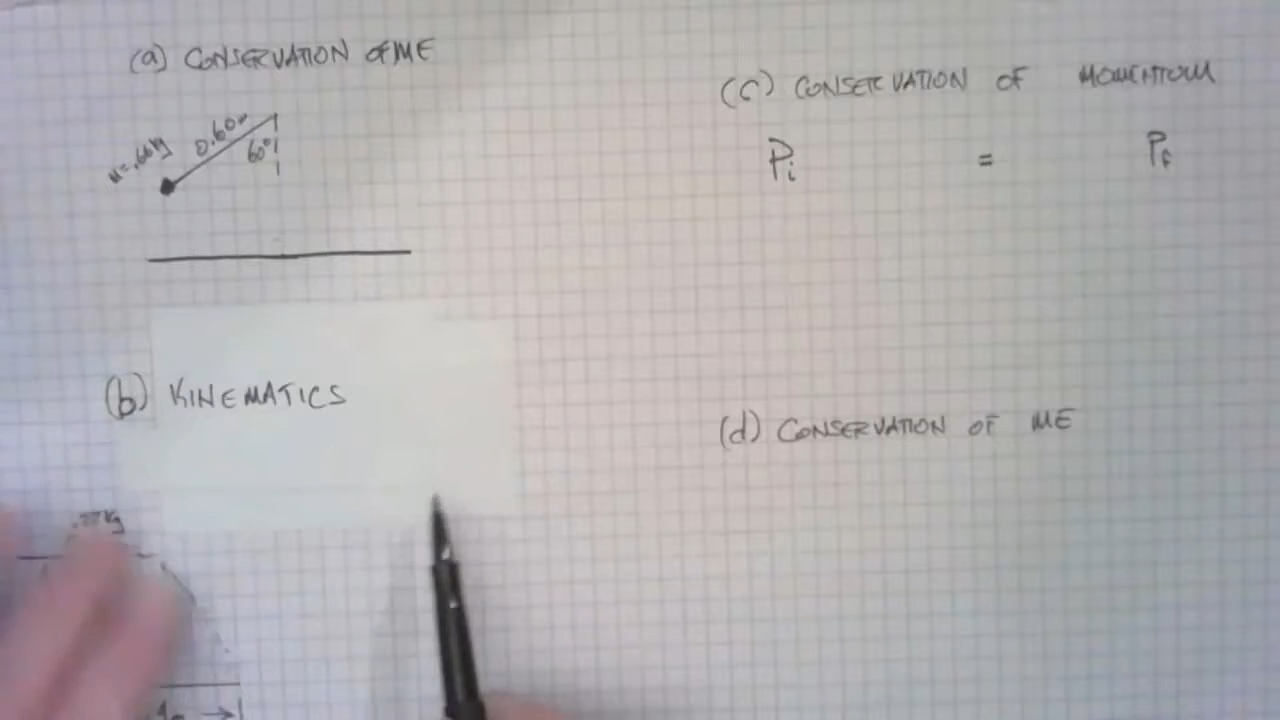 (a) CONSERVATION OF ME
0.60m
60°
(b) KINEMATICS
(c) CONSERVATION OF MOMENTUM
Pi = Pf
(d) CONSERVATION OF ME